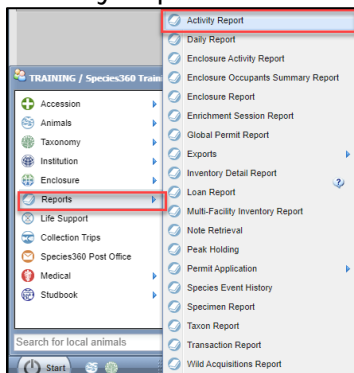 TRAINING / Species360 Traini
Accession
Animals
Taxonomy
Institution
Enclosure
Reports
Life Support
Collection Trips
Species360 Post Office
Medical
Studbook
Search for local animals
Start
Activity Report
Daily Report
Enclosure Activity Report
Enclosure Occupants Summary Report
Enclosure Report
Enrichment Session Report
Global Permit Report
Exports
Inventory Detail Report
Loan Report
Multi-Facility Inventory Report
Note Retrieval
Peak Holding
Permit Application
Species Event History
Specimen Report
Taxon Report
Transaction Report
Wild Acquisitions Report